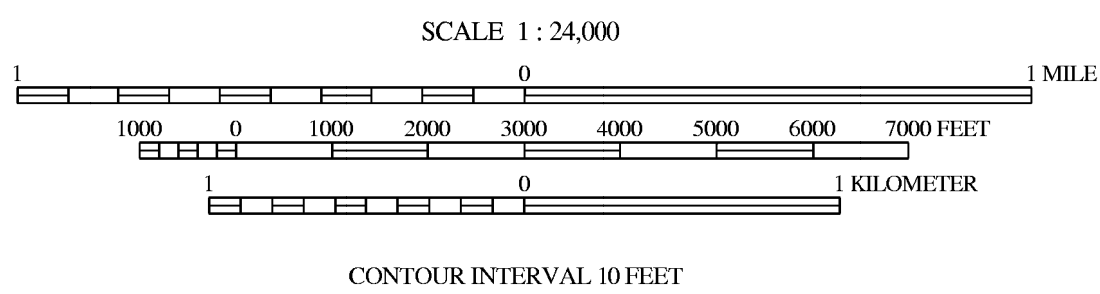 SCALE 1 : 24,000
1 0 1 MILE
1000 0 1000 2000 3000 4000 5000 6000 7000 FEET
1 0 1 KILOMETER
CONTOUR INTERVAL 10 FEET